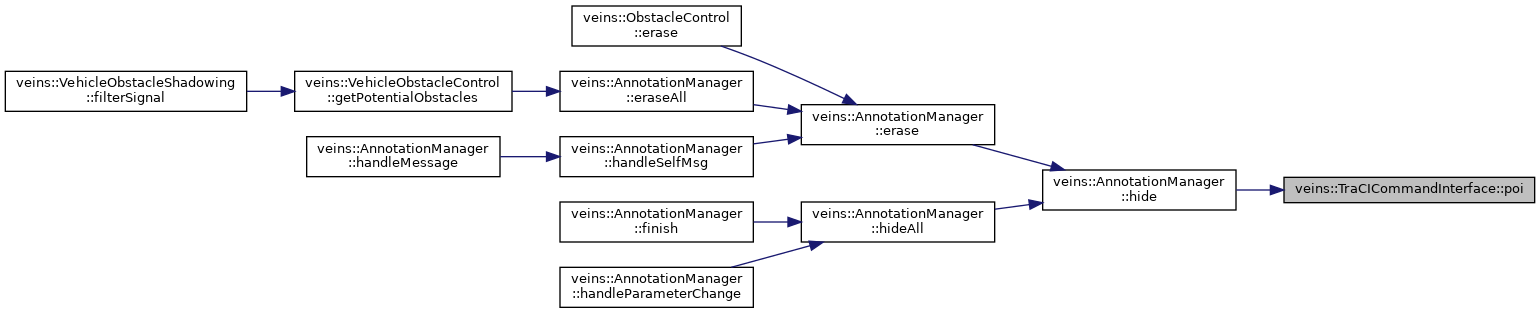 veins::ObstacleControl
::erase
veins::VehicleObstacleShadowing
::filterSignal
veins::VehicleObstacleControl
::getPotentialObstacles
veins::AnnotationManager
::eraseAll
veins::AnnotationManager
::erase
veins::AnnotationManager
::handleMessage
veins::AnnotationManager
::handleSelfMsg
veins::AnnotationManager
::hide
veins::TraCICommandInterface::poi
veins::AnnotationManager
::finish
veins::AnnotationManager
::hideAll
veins::AnnotationManager
::handleParameterChange